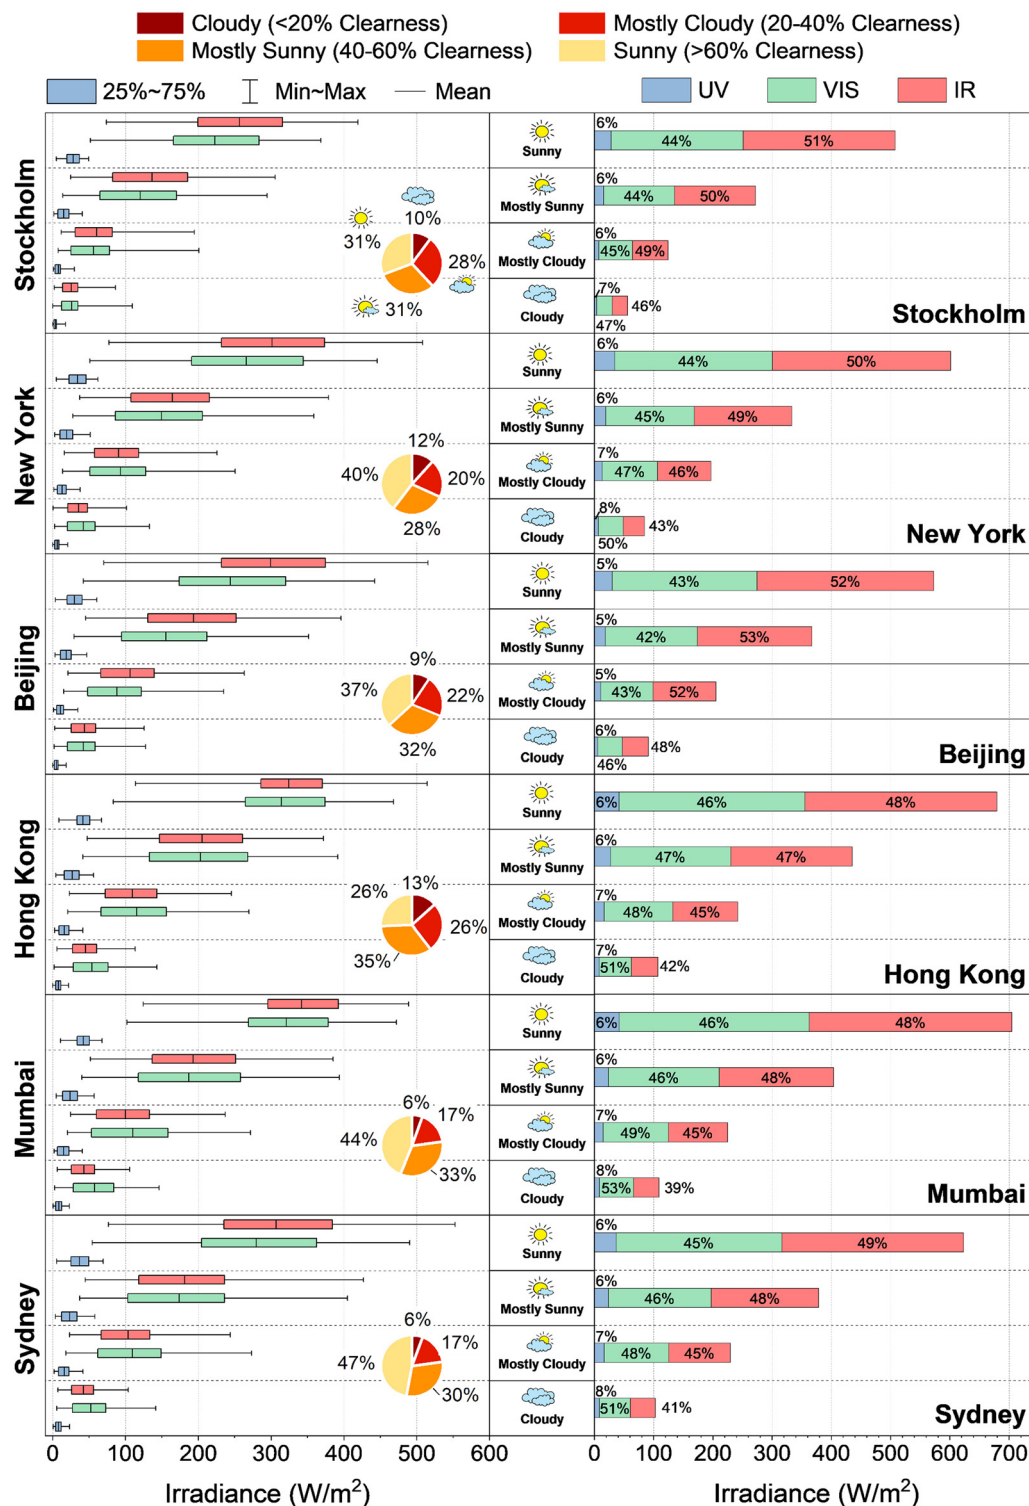 Cloudy (<20% Clearness)
Mostly Cloudy (20-40% Clearness)
Mostly Sunny (40-60% Clearness)
Sunny (>60% Clearness)
25%~75%
Min~Max
Mean
UV
VIS
IR
Stockholm
10%
31%
28%
31%
Sunny
6%
44%
51%
Mostly Sunny
6%
44%
50%
Mostly Cloudy
6%
45%
49%
Cloudy
7%
46%
47%
Stockholm
New York
12%
40%
20%
28%
Sunny
6%
44%
50%
Mostly Sunny
6%
45%
49%
Mostly Cloudy
7%
47%
46%
Cloudy
8%
43%
50%
New York
Beijing
9%
37%
22%
32%
Sunny
5%
43%
52%
Mostly Sunny
5%
42%
53%
Mostly Cloudy
5%
43%
52%
Cloudy
6%
48%
46%
Beijing
Hong Kong
13%
26%
26%
35%
Sunny
6%
46%
48%
Mostly Sunny
6%
47%
47%
Mostly Cloudy
7%
48%
45%
Cloudy
7%
51%
42%
Hong Kong
Mumbai
6%
17%
44%
33%
Sunny
6%
46%
48%
Mostly Sunny
6%
46%
48%
Mostly Cloudy
7%
49%
45%
Cloudy
8%
53%
39%
Mumbai
Sydney
6%
17%
47%
30%
Sunny
6%
45%
49%
Mostly Sunny
6%
46%
48%
Mostly Cloudy
7%
48%
45%
Cloudy
8%
51%
41%
Sydney
0 100 200 300 400 500 600
0 100 200 300 400 500 600 700
Irradiance (W/m²)
Irradiance (W/m²)